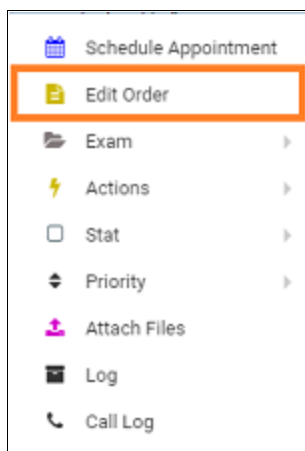 Schedule Appointment
Edit Order
Exam
Actions
Stat
Priority
Attach Files
Log
Call Log